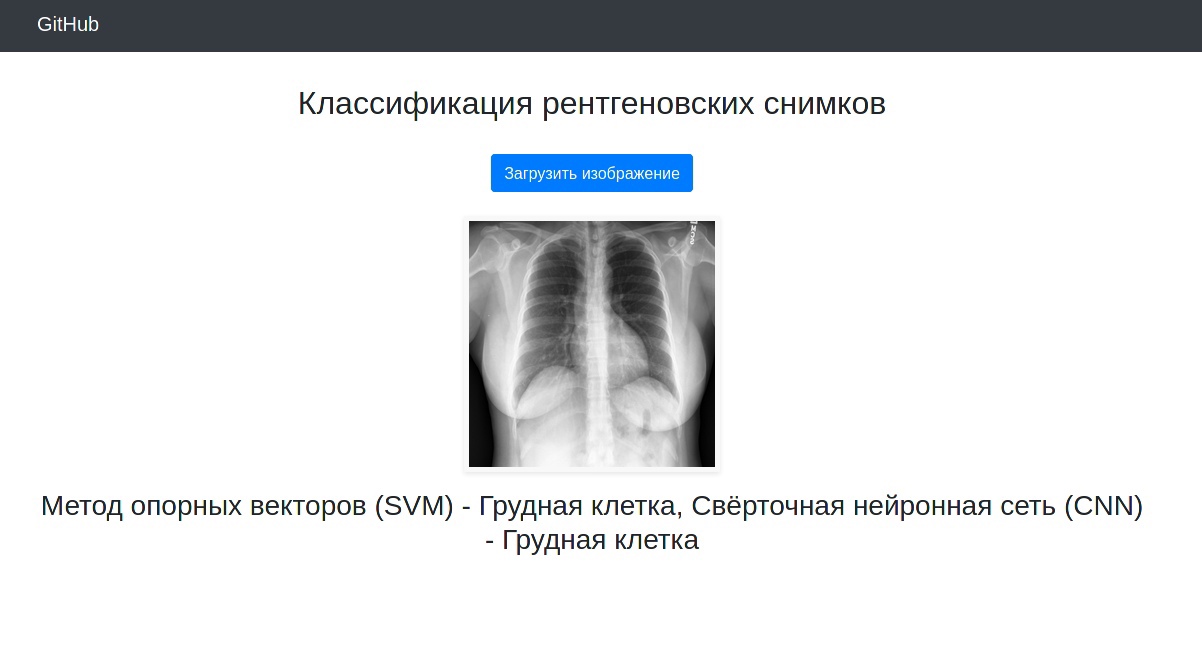 GitHub
Классификация рентгеновских снимков
Загрузить изображение
Метод опорных векторов (SVM) - Грудная клетка, Свёрточная нейронная сеть (CNN)
- Грудная клетка